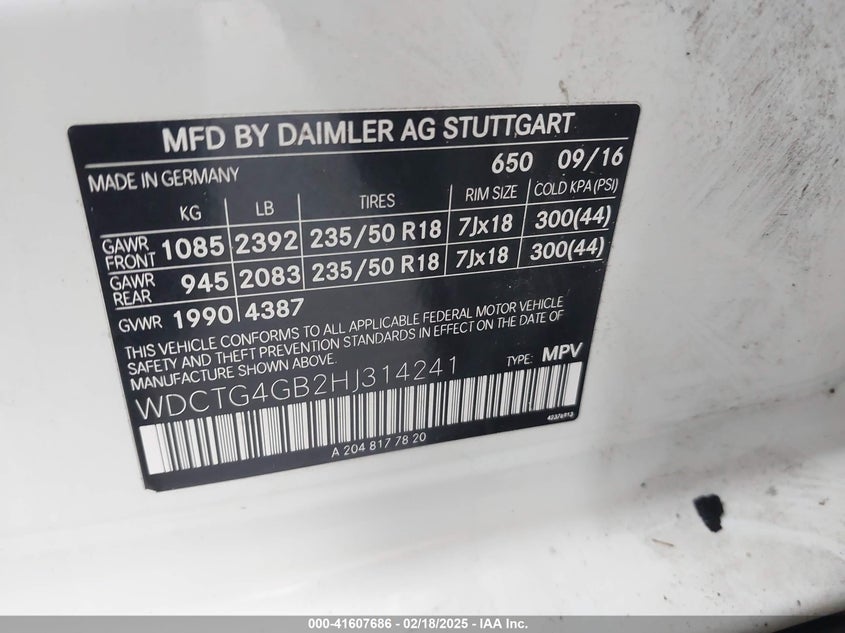 MFD BY DAIMLER AG STUTTGART
650 09/16
MADE IN GERMANY
KG LB TIRES RIM SIZE COLD KPA (PSI)
GAWR FRONT 1085 2392 235/50 R18 7Jx18 300(44)
GAWR REAR 945 2083 235/50 R18 7Jx18 300(44)
GVWR 1990 4387
THIS VEHICLE CONFORMS TO ALL APPLICABLE FEDERAL MOTOR VEHICLE
SAFETY AND THEFT PREVENTION STANDARDS IN EFFECT ON THE DATE OF
MANUFACTURE SHOWN ABOVE.
TYPE: MPV
WDCTG4GB2HJ314241
A 204 817 78 20
000-41607686 - 02/18/2025 - © IAA Holdings, LLC.